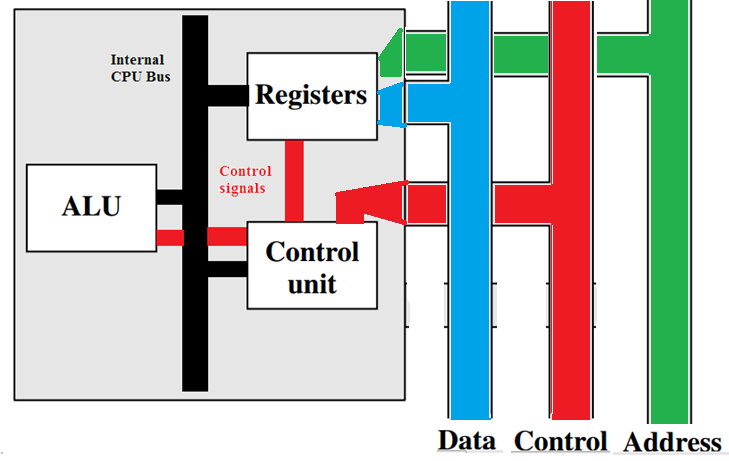 Internal
CPU Bus
Registers
Control
signals
ALU
Control
unit
Data Control Address